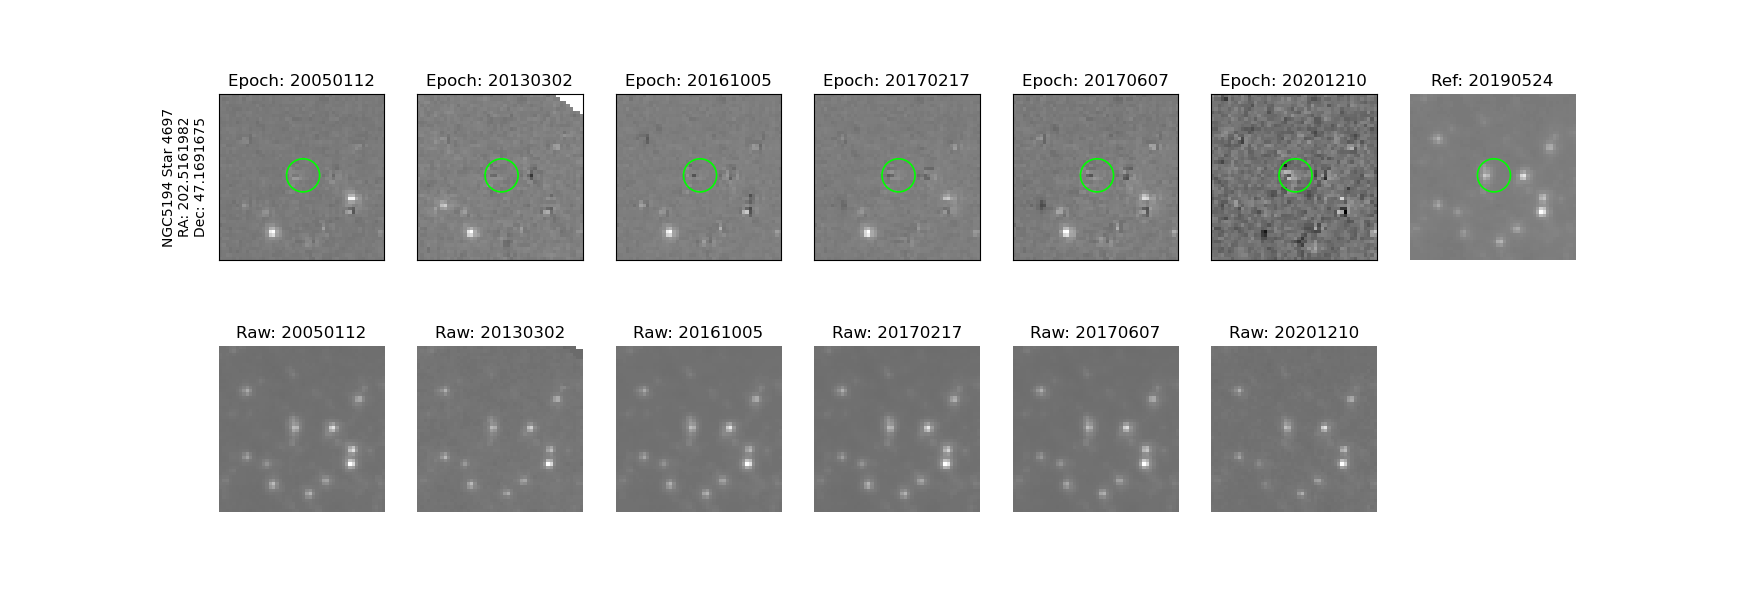 Epoch: 20050112
Epoch: 20130302
Epoch: 20161005
Epoch: 20170217
Epoch: 20170607
Epoch: 20201210
Ref: 20190524
NGC5194 Star 4697
RA: 202.5161982
Dec: 47.1691675
Raw: 20050112
Raw: 20130302
Raw: 20161005
Raw: 20170217
Raw: 20170607
Raw: 20201210